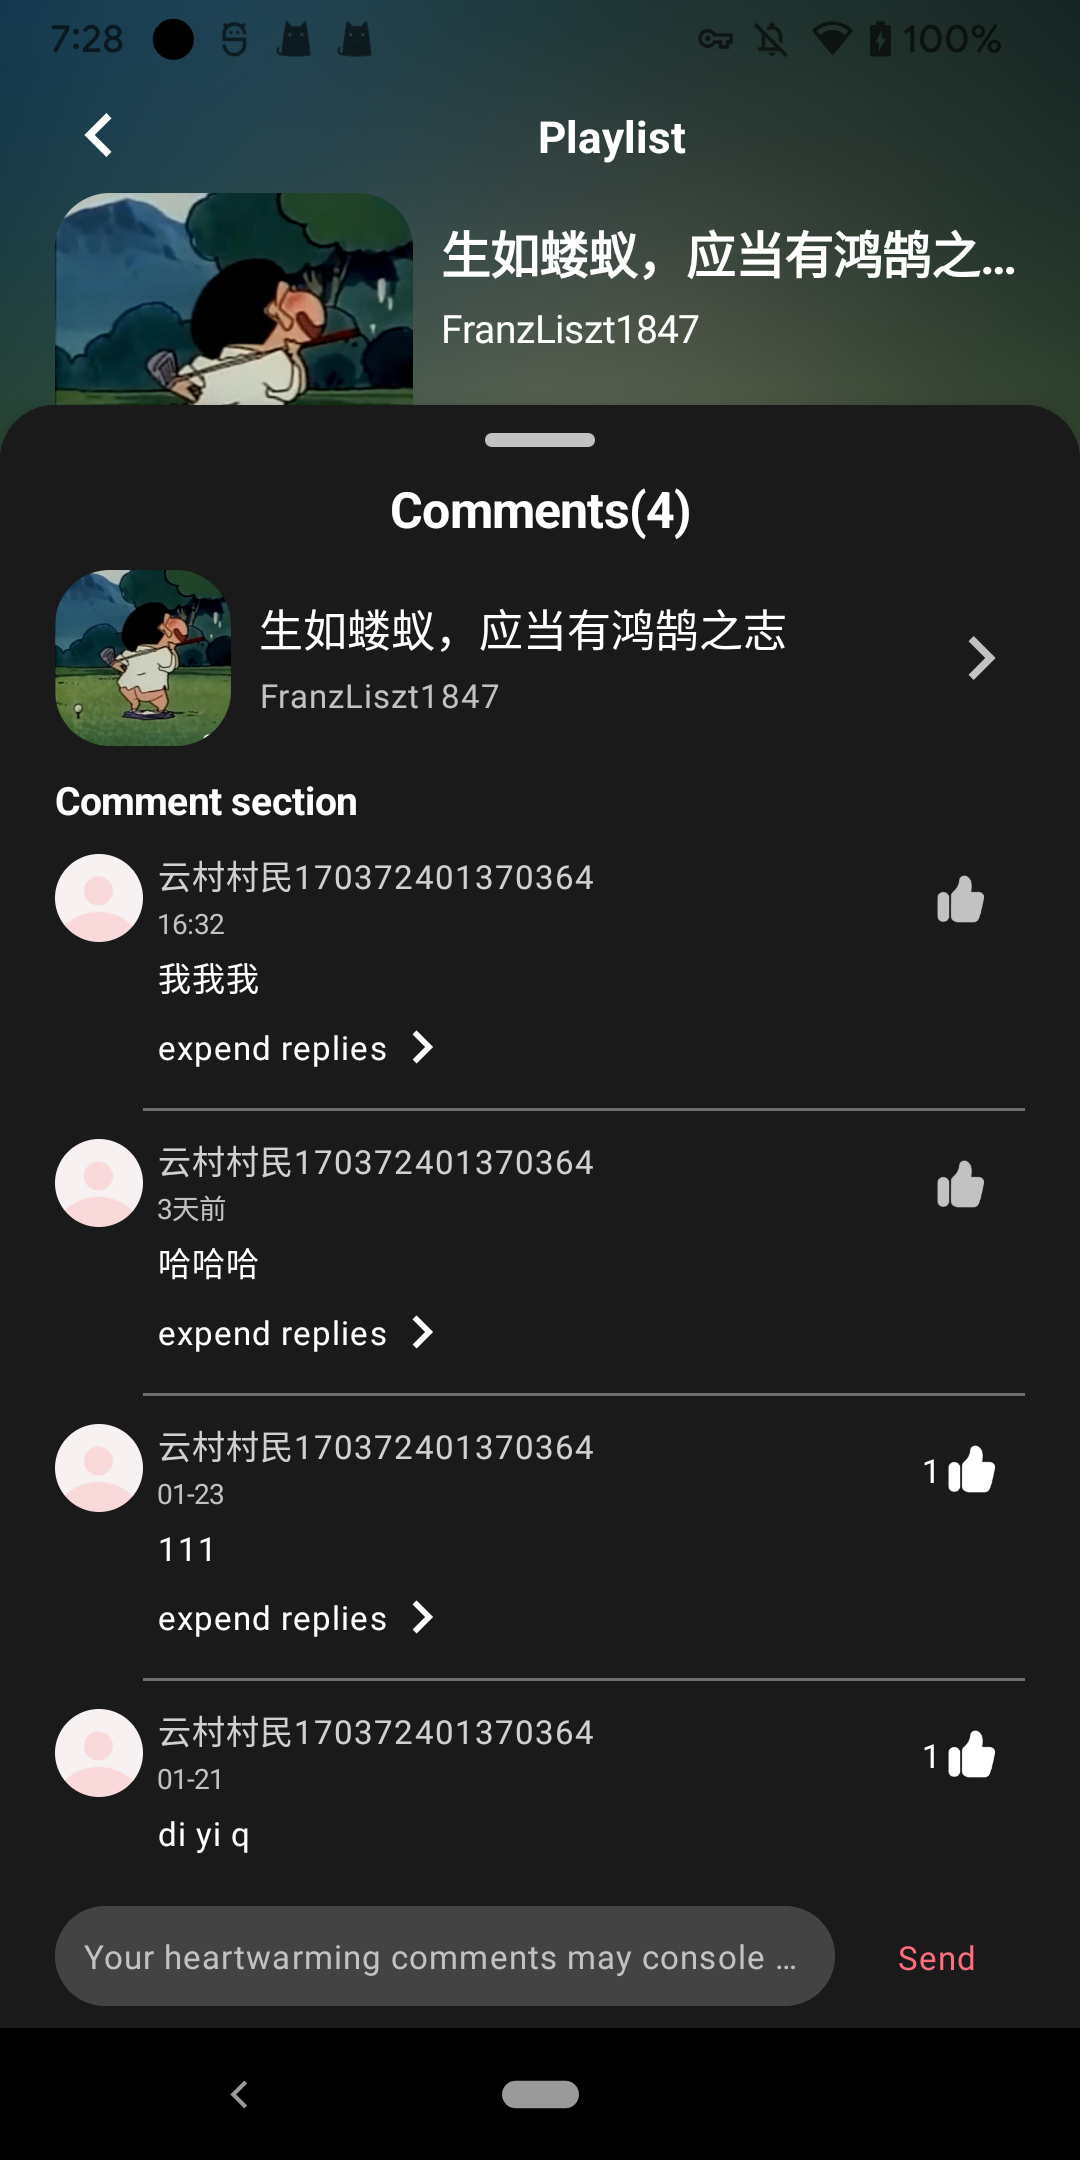 7:28
100%
Playlist
生如蝼蚁，应当有鸿鹄之...
FranzLiszt1847
Comments(4)
生如蝼蚁，应当有鸿鹄之志
FranzLiszt1847
Comment section
云村村民170372401370364
16:32
我我我
expend replies
云村村民170372401370364
3天前
哈哈哈
expend replies
云村村民170372401370364
1
01-23
111
expend replies
云村村民170372401370364
1
01-21
di yi q
Your heartwarming comments may console ...
Send